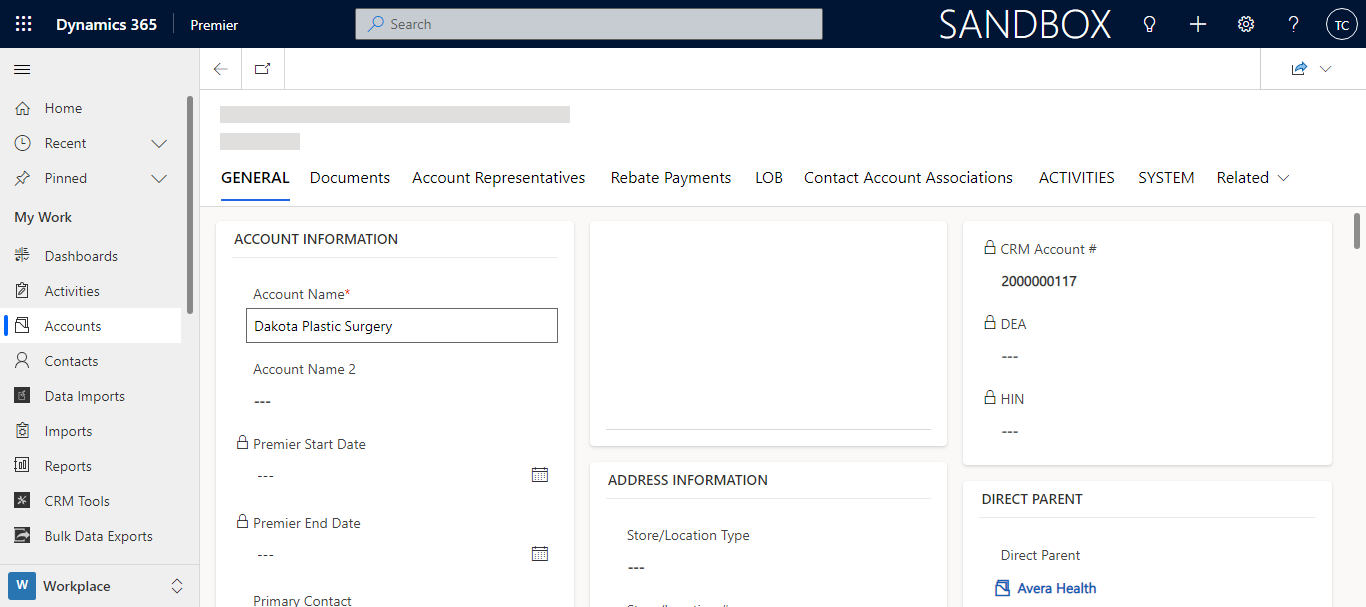 Dynamics 365
Premier
Search
SANDBOX
TC
Home
Recent
Pinned
My Work
Dashboards
Activities
Accounts
Contacts
Data Imports
Imports
Reports
CRM Tools
Bulk Data Exports
W Workplace
GENERAL Documents Account Representatives Rebate Payments LOB Contact Account Associations ACTIVITIES SYSTEM Related
ACCOUNT INFORMATION
Account Name*
Dakota Plastic Surgery
Account Name 2
---
Premier Start Date
---
Premier End Date
---
Primary Contact
ADDRESS INFORMATION
Store/Location Type
---
CRM Account #
2000000117
DEA
---
HIN
---
DIRECT PARENT
Direct Parent
Avera Health